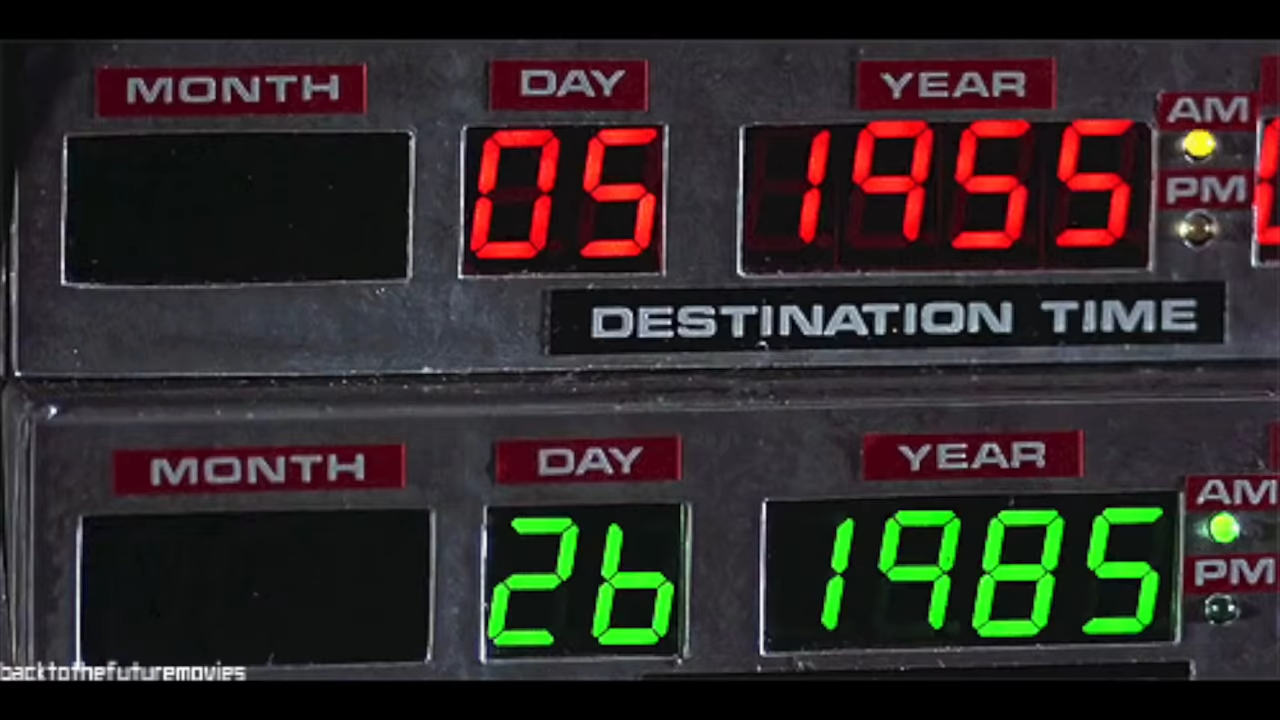 MONTH DAY YEAR
AM
05 1955
PM
DESTINATION TIME
MONTH DAY YEAR
AM
26 1985
PM
backtothefuturemovies